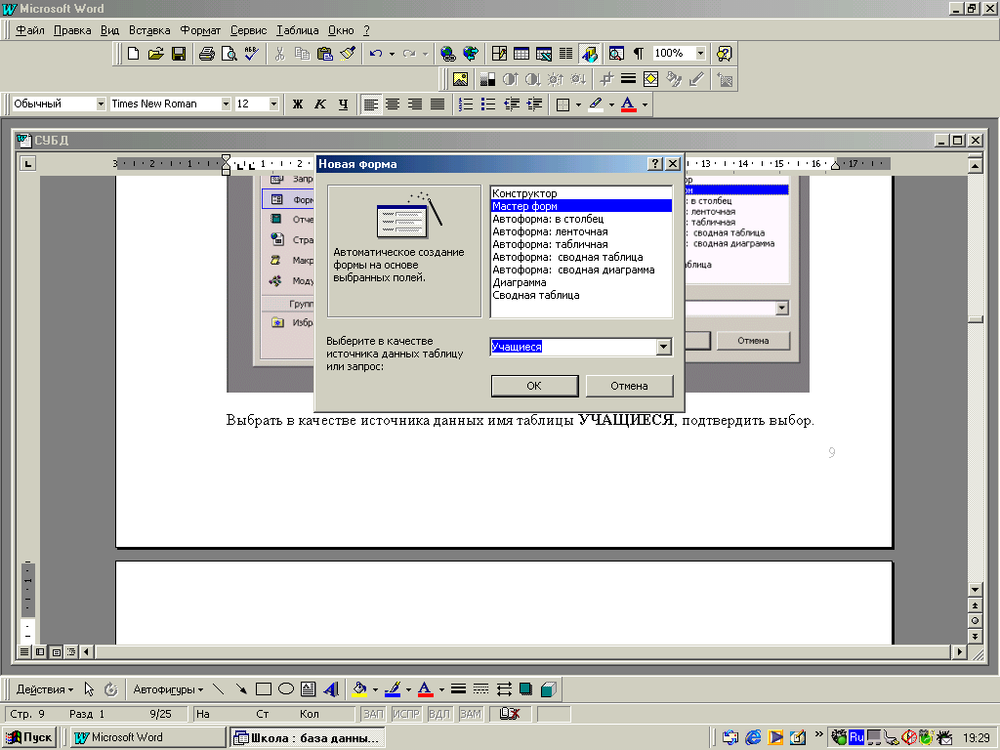 Microsoft Word
Файл Правка Вид Вставка Формат Сервис Таблица Окно ?
100%
Обычный Times New Roman 12 Ж К Ч
СУБД
3 2 1 1 2 13 14 15 16 17
Новая форма
Конструктор
Мастер форм
Автоформа: в столбец
Автоформа: ленточная
Автоформа: табличная
Автоформа: сводная таблица
Автоформа: сводная диаграмма
Диаграмма
Сводная таблица
Автоматическое создание
формы на основе
выбранных полей.
Выберите в качестве
источника данных таблицу
или запрос:
Учащиеся
OK Отмена
Запр
Форм
Отче
Стра
Макр
Моду
Групп
Избра
ор
рм
: в столбец
: ленточная
: табличная
: сводная таблица
: сводная диаграмма
аблица
Отмена
Выбрать в качестве источника данных имя таблицы УЧАЩИЕСЯ, подтвердить выбор.
9
Действия Автофигуры
Стр. 9 Разд 1 9/25 На Ст Кол ЗАП ИСПР ВДЛ ЗАМ
Пуск Microsoft Word Школа : база данны... Ru 19:29